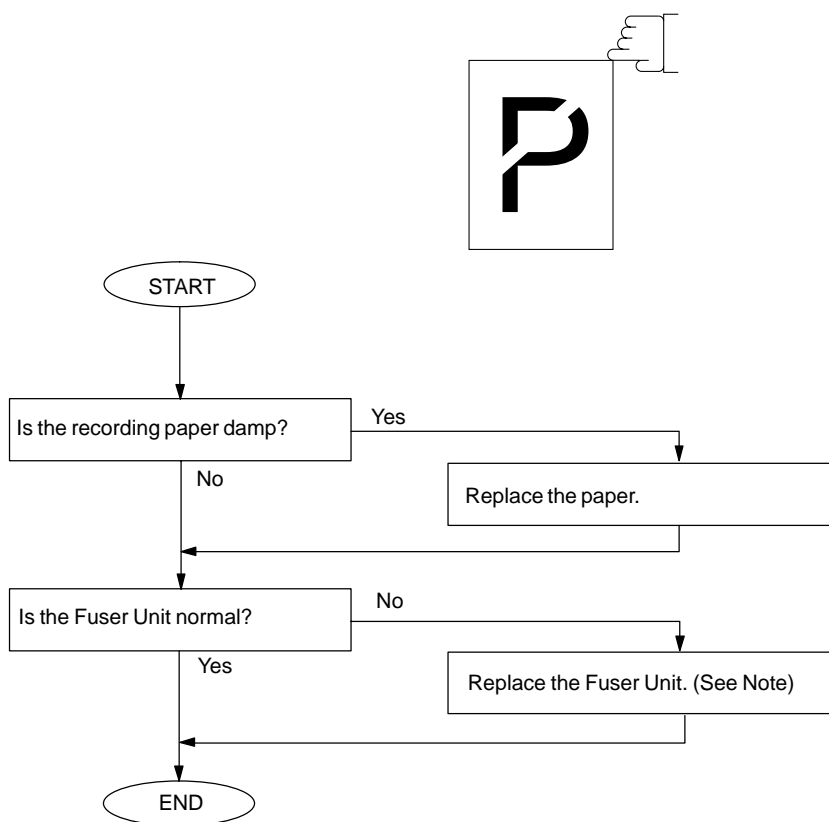 P
START
Is the recording paper damp?
Yes
No
Replace the paper.
Is the Fuser Unit normal?
No
Yes
Replace the Fuser Unit. (See Note)
END